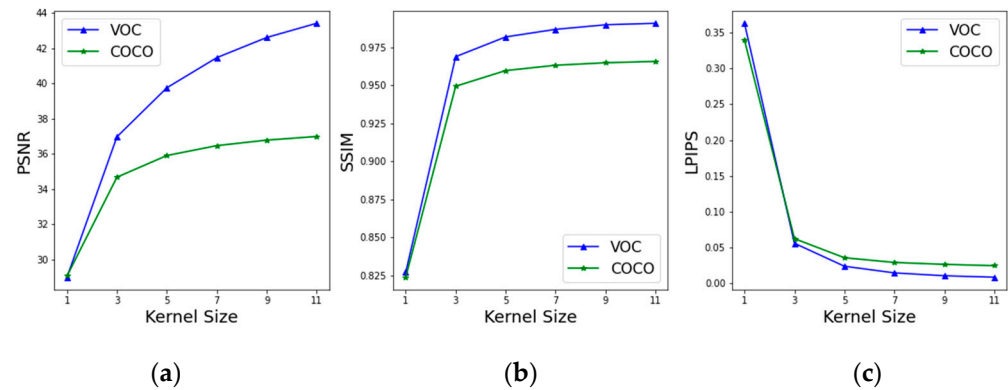 44
42
40
38
36
34
32
30
PSNR
VOC
COCO
1 3 5 7 9 11
Kernel Size
(a)
0.975
0.950
0.925
0.900
0.875
0.850
0.825
SSIM
VOC
COCO
1 3 5 7 9 11
Kernel Size
(b)
0.35
0.30
0.25
0.20
0.15
0.10
0.05
0.00
LPIPS
VOC
COCO
1 3 5 7 9 11
Kernel Size
(c)